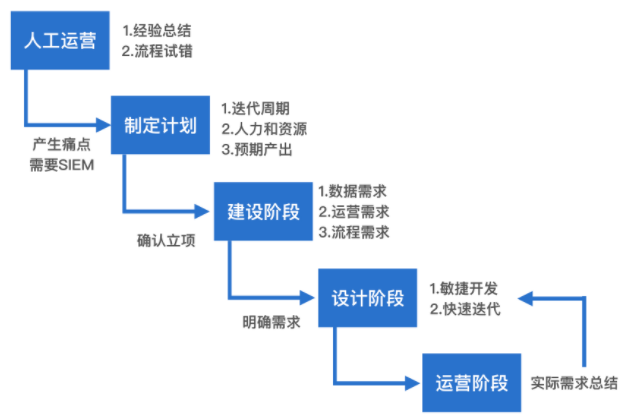 人工运营
1.经验总结
2.流程试错
产生痛点
需要SIEM
制定计划
1.迭代周期
2.人力和资源
3.预期产出
确认立项
建设阶段
1.数据需求
2.运营需求
3.流程需求
明确需求
设计阶段
1.敏捷开发
2.快速迭代
运营阶段
实际需求总结